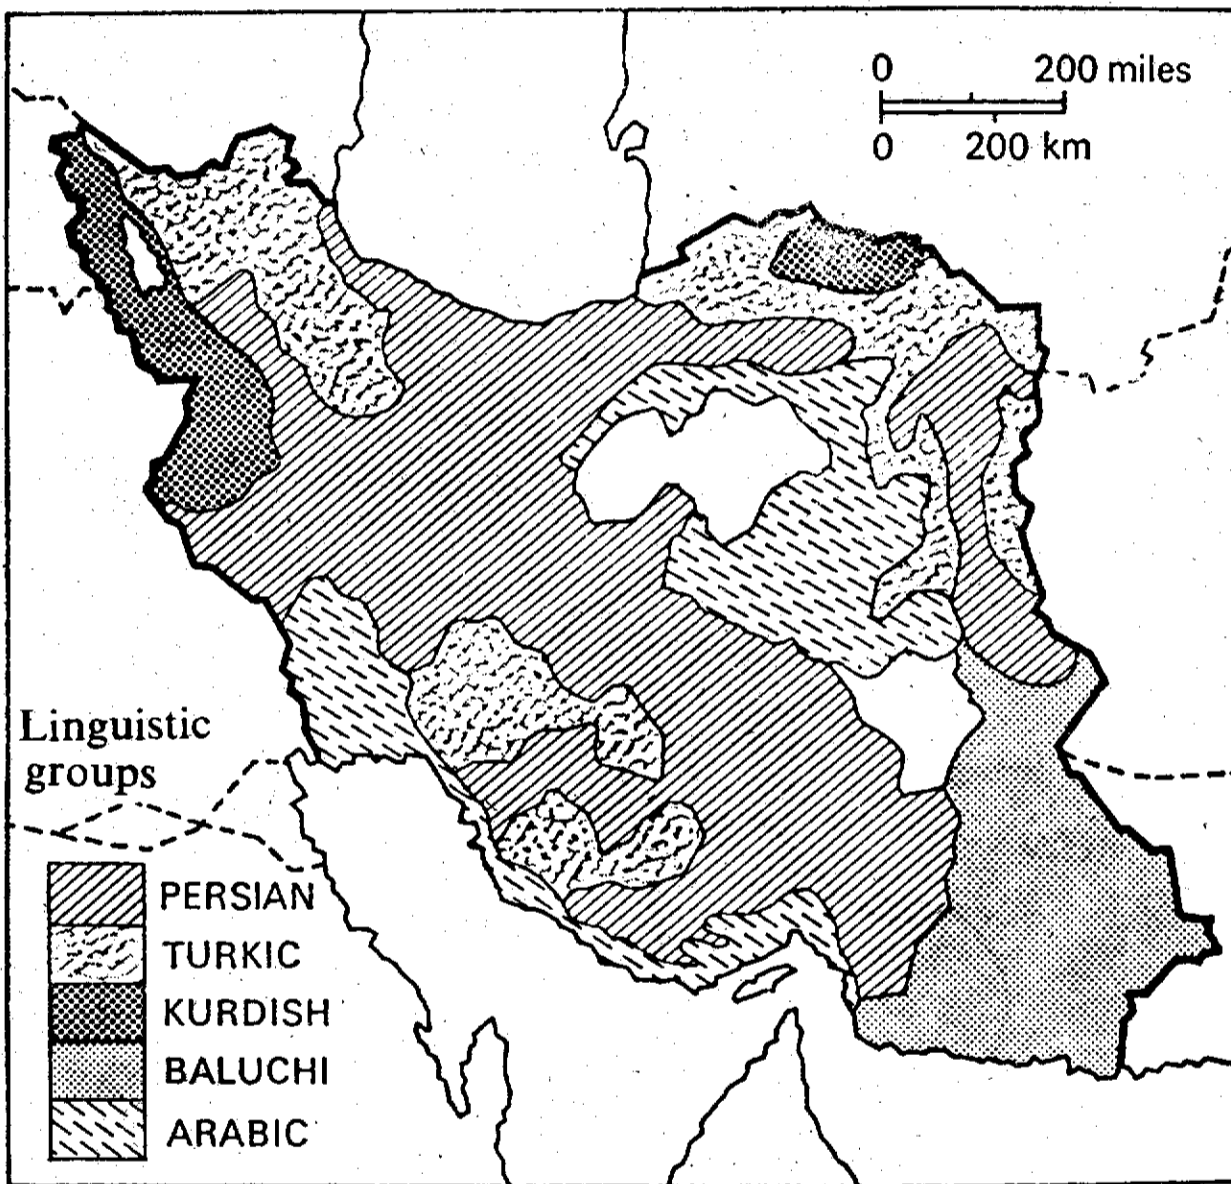 0 200 miles
0 200 km
Linguistic
groups
PERSIAN
TURKIC
KURDISH
BALUCHI
ARABIC